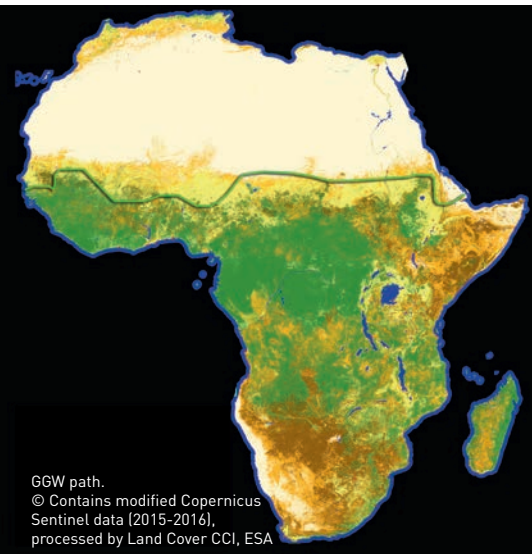 GGW path.
© Contains modified Copernicus
Sentinel data (2015-2016),
processed by Land Cover CCI, ESA